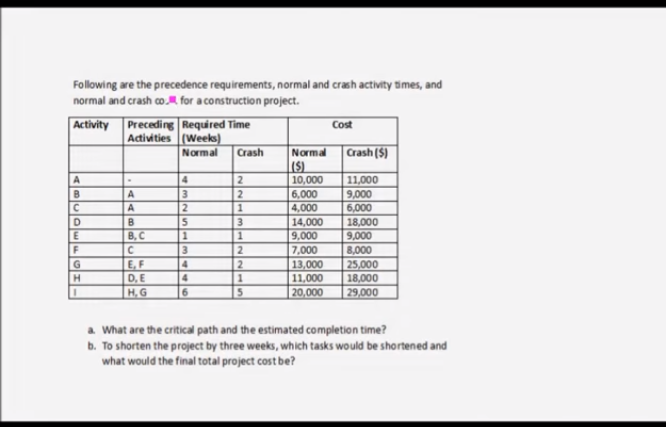 Following are the precedence requirements, normal and crash activity times, and
normal and crash for a construction project.
Activity Preceding Activities Required Time (Weeks) Cost
Normal Crash Normal ($) Crash ($)
A - 4 2 10,000 11,000
B A 3 2 6,000 9,000
C A 2 1 4,000 6,000
D B 5 3 14,000 18,000
E B, C 1 1 9,000 9,000
F C 3 2 7,000 8,000
G E, F 4 2 13,000 25,000
H D, E 4 1 11,000 18,000
I H, G 6 5 20,000 29,000
a. What are the critical path and the estimated completion time?
b. To shorten the project by three weeks, which tasks would be shortened and
what would the final total project cost be?